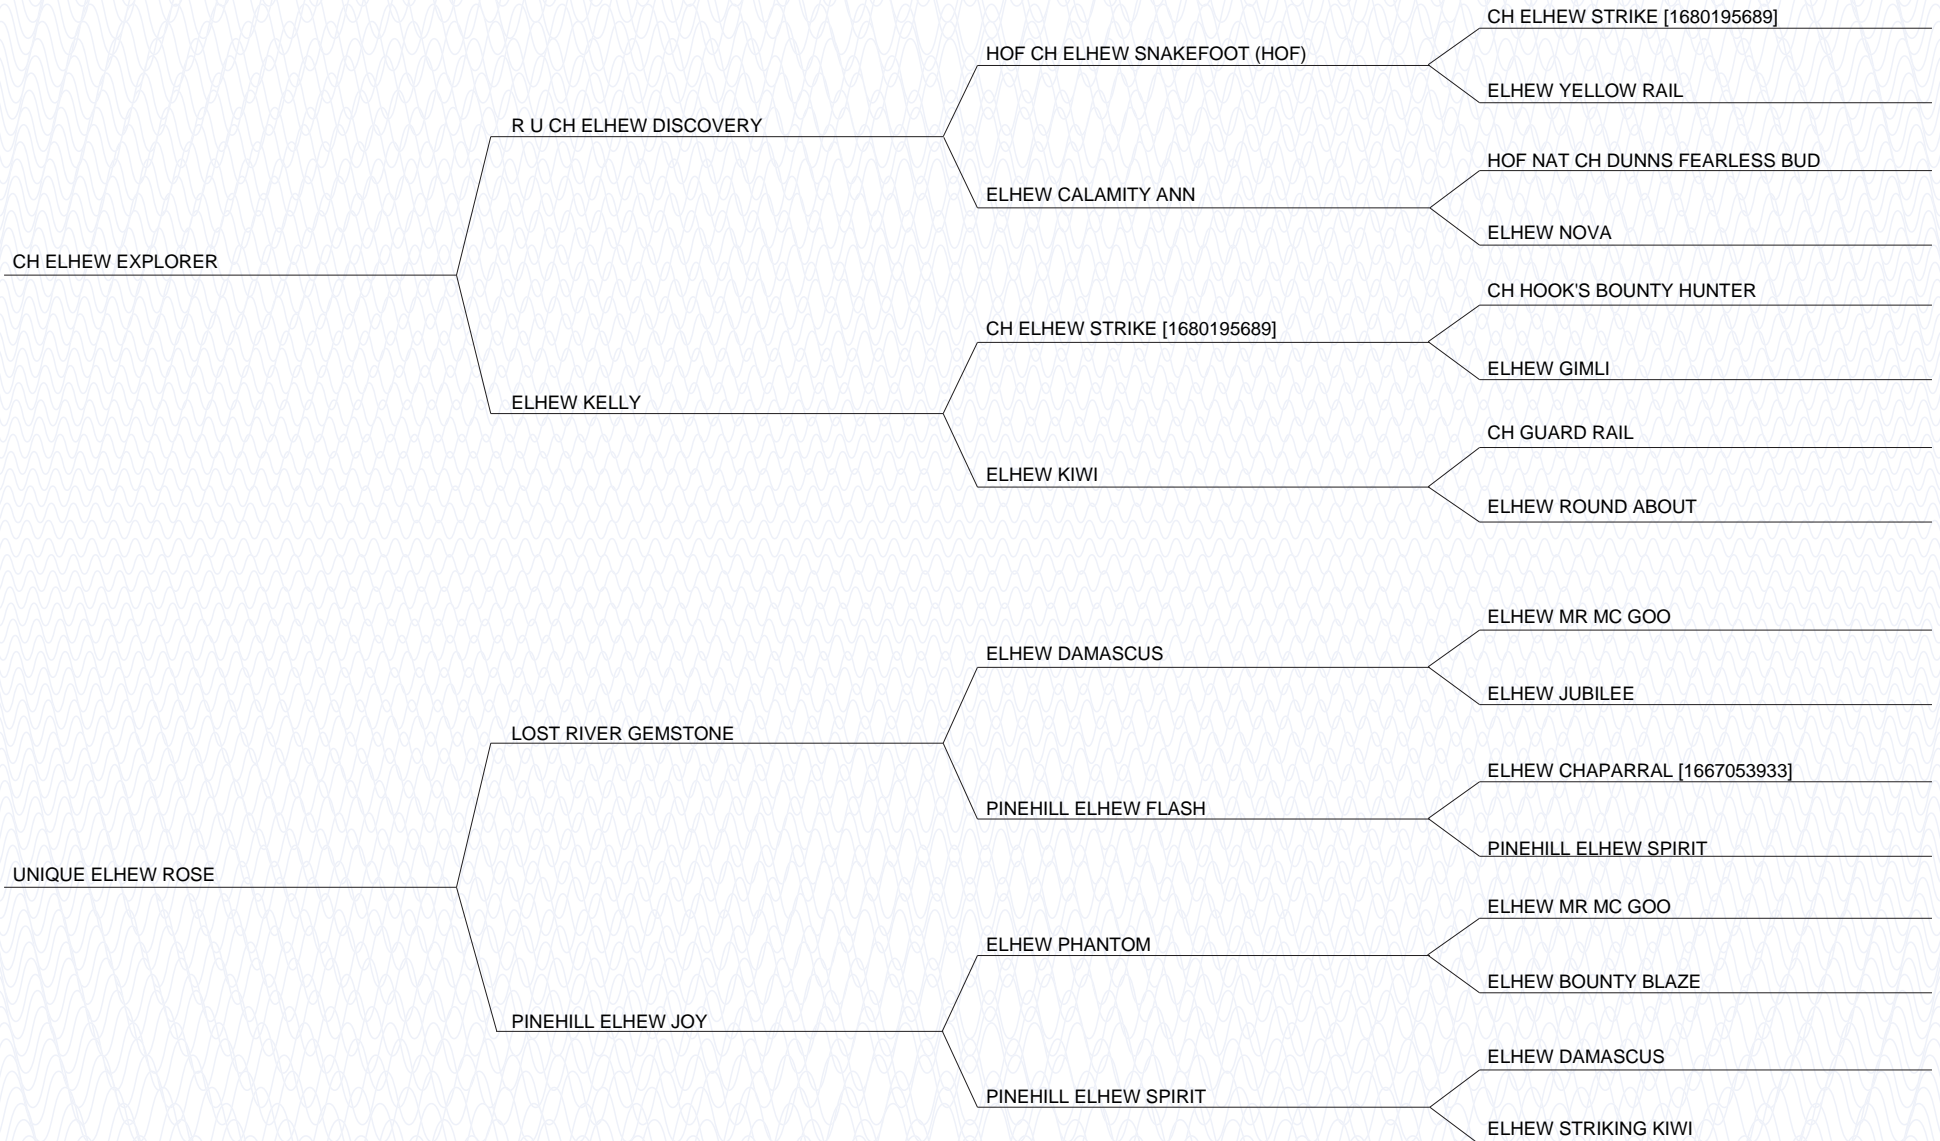 CH ELHEW EXPLORER
R U CH ELHEW DISCOVERY
HOF CH ELHEW SNAKEFOOT (HOF)
CH ELHEW STRIKE [1680195689]
ELHEW YELLOW RAIL
ELHEW CALAMITY ANN
HOF NAT CH DUNNS FEARLESS BUD
ELHEW NOVA
ELHEW KELLY
CH ELHEW STRIKE [1680195689]
CH HOOK'S BOUNTY HUNTER
ELHEW GIMLI
ELHEW KIWI
CH GUARD RAIL
ELHEW ROUND ABOUT
UNIQUE ELHEW ROSE
LOST RIVER GEMSTONE
ELHEW DAMASCUS
ELHEW MR MC GOO
ELHEW JUBILEE
PINEHILL ELHEW FLASH
ELHEW CHAPARRAL [1667053933]
PINEHILL ELHEW SPIRIT
PINEHILL ELHEW JOY
ELHEW PHANTOM
ELHEW MR MC GOO
ELHEW BOUNTY BLAZE
PINEHILL ELHEW SPIRIT
ELHEW DAMASCUS
ELHEW STRIKING KIWI